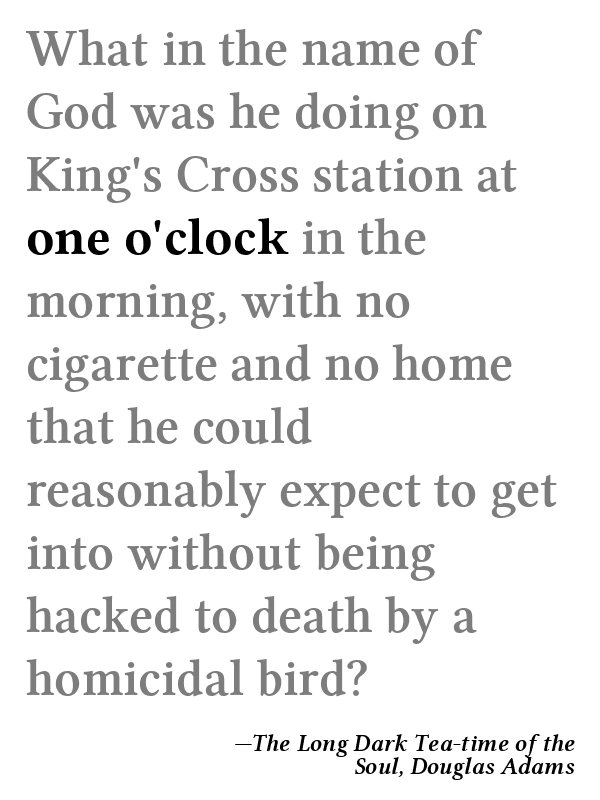 What in the name of
God was he doing on
King's Cross station at
one o'clock in the
morning, with no
cigarette and no home
that he could
reasonably expect to get
into without being
hacked to death by a
homicidal bird?
—The Long Dark Tea-time of the
Soul, Douglas Adams